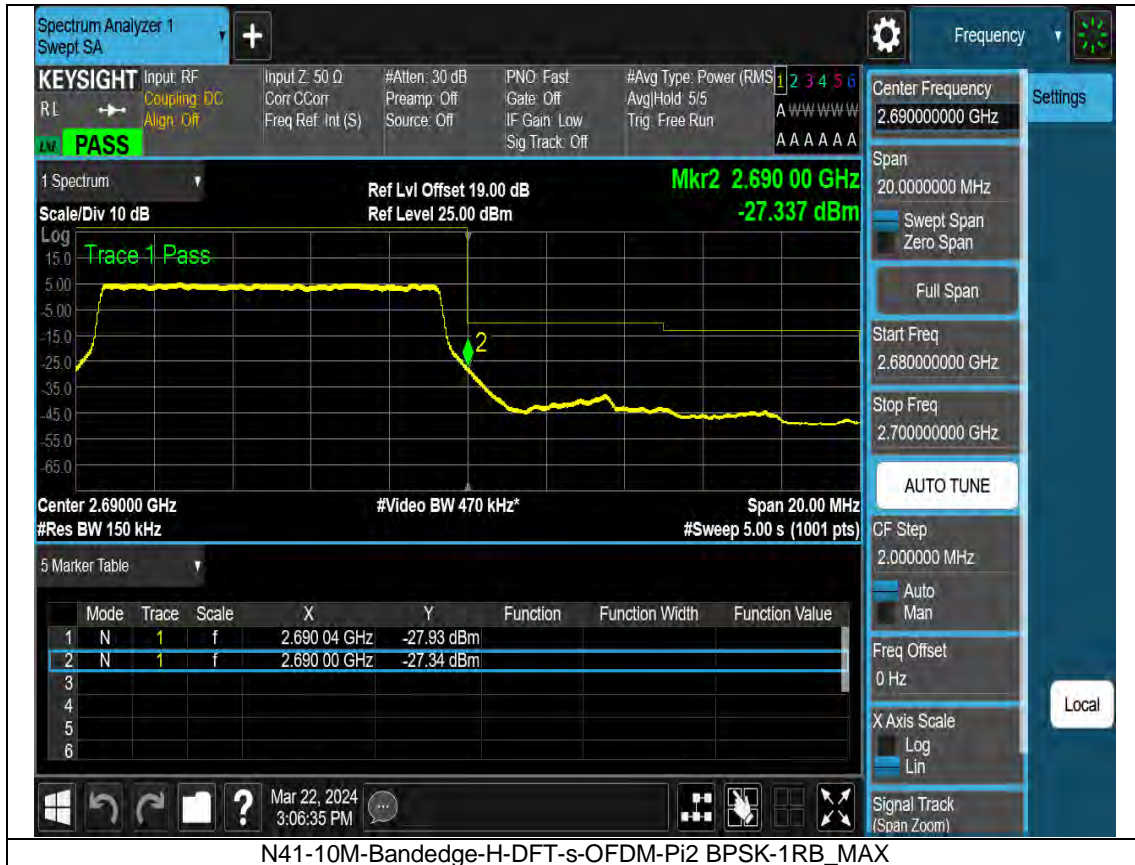 Spectrum Analyzer 1
Swept SA
Frequency
KEYSIGHT
Input: RF
Input Z: 50 Ω
#Atten: 30 dB
PNO: Fast
#Avg Type: Power (RMS
1 2 3 4 5 6
RL
Coupling: DC
Corr CCorr
Preamp: Off
Gate: Off
Avg|Hold: 5/5
A W W W W W
Align: Off
Freq Ref: Int (S)
Source: Off
IF Gain: Low
Trig: Free Run
PASS
Sig Track: Off
A A A A A A
1 Spectrum
Ref Lvl Offset 19.00 dB
Mkr2 2.690 00 GHz
Scale/Div 10 dB
Ref Level 25.00 dBm
-27.337 dBm
Log
Trace 1 Pass
15.0
5.00
-5.00
-15.0
2
-25.0
-35.0
-45.0
-55.0
-65.0
Center 2.69000 GHz
#Video BW 470 kHz*
Span 20.00 MHz
#Res BW 150 kHz
#Sweep 5.00 s (1001 pts)
5 Marker Table
Mode Trace Scale X Y Function Function Width Function Value
1 N 1 f 2.690 04 GHz -27.93 dBm
2 N 1 f 2.690 00 GHz -27.34 dBm
3
4
5
6
Mar 22, 2024
3:06:35 PM
Center Frequency
2.690000000 GHz
Settings
Span
20.0000000 MHz
Swept Span
Zero Span
Full Span
Start Freq
2.680000000 GHz
Stop Freq
2.700000000 GHz
AUTO TUNE
CF Step
2.000000 MHz
Auto
Man
Freq Offset
0 Hz
Local
X Axis Scale
Log
Lin
Signal Track
(Span Zoom)
N41-10M-Bandedge-H-DFT-s-OFDM-Pi2 BPSK-1RB_MAX